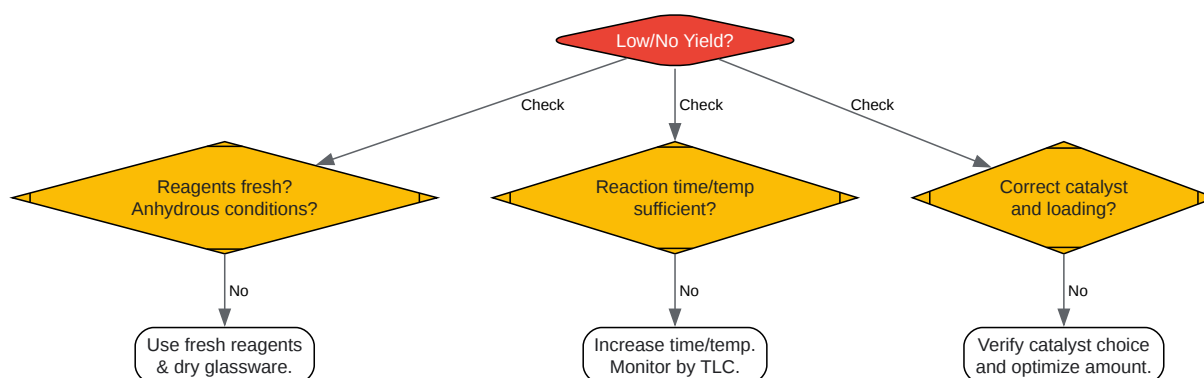 Low/No Yield?
Check
Check
Check
Reagents fresh?
Anhydrous conditions?
Reaction time/temp
sufficient?
Correct catalyst
and loading?
No
No
No
Use fresh reagents
& dry glassware.
Increase time/temp.
Monitor by TLC.
Verify catalyst choice
and optimize amount.